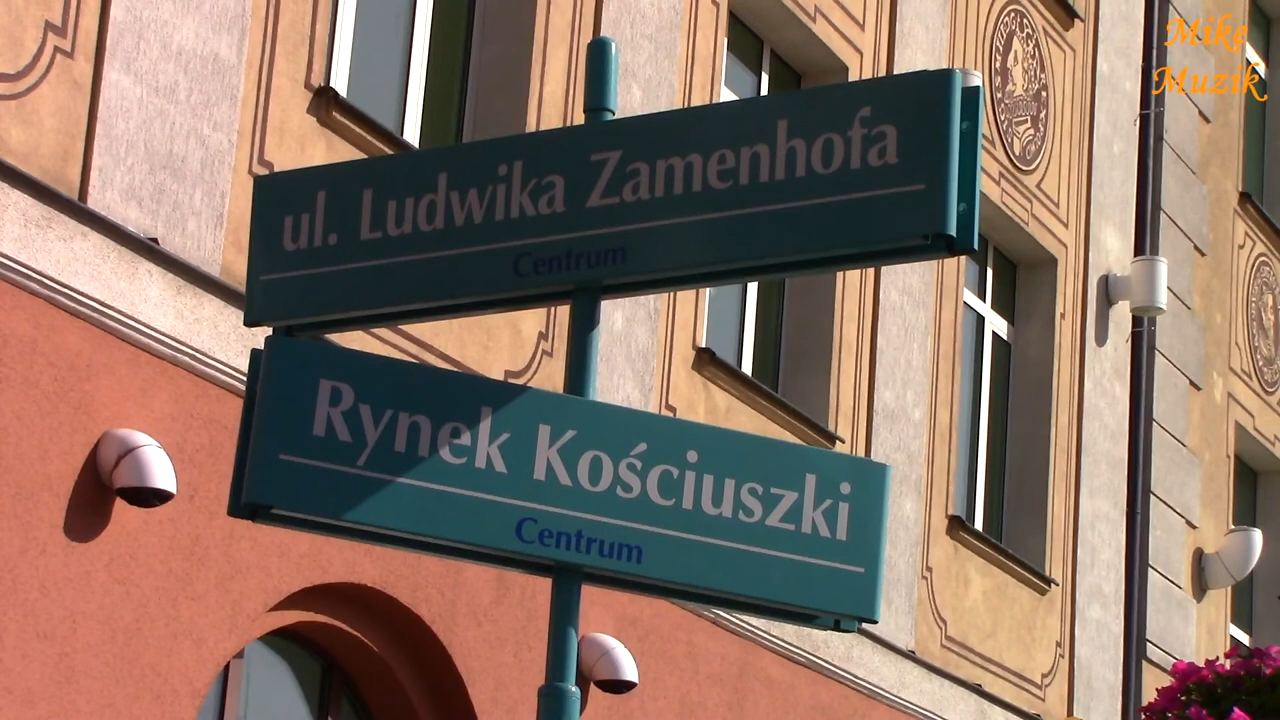 Mike
Muzik
ul. Ludwika Zamenhofa
Centrum
Rynek Kościuszki
Centrum